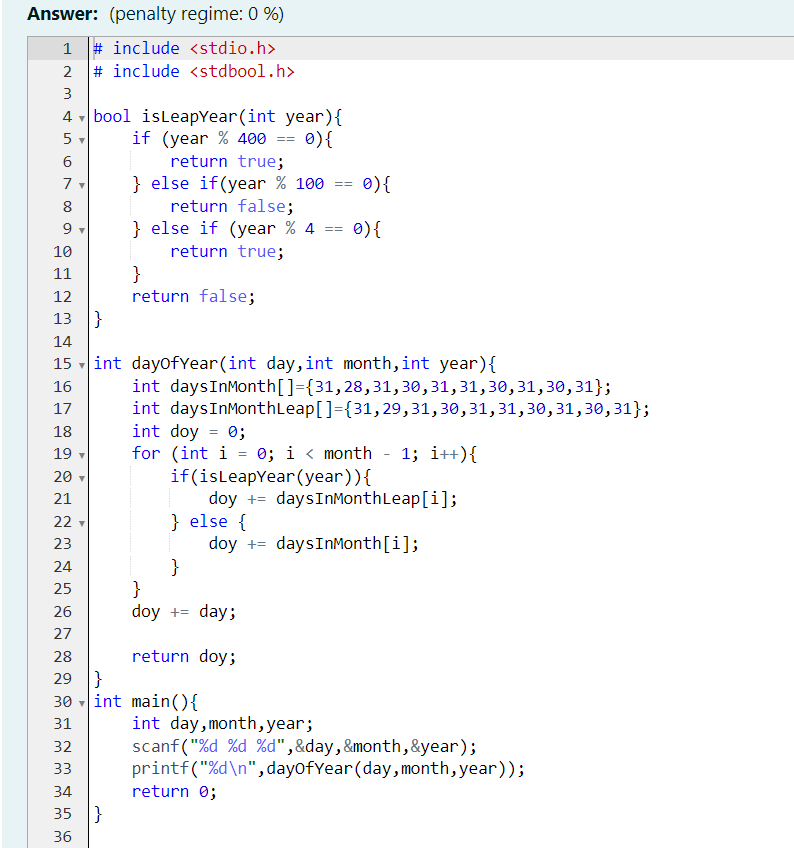 Answer: (penalty regime: 0 %)
1 # include <stdio.h>
2 # include <stdbool.h>
3
4 bool isLeapYear(int year){
5     if (year % 400 == 0){
6         return true;
7     } else if(year % 100 == 0){
8         return false;
9     } else if (year % 4 == 0){
10         return true;
11     }
12     return false;
13 }
14
15 int dayOfYear(int day,int month,int year){
16     int daysInMonth[]={31,28,31,30,31,31,30,31,30,31};
17     int daysInMonthLeap[]={31,29,31,30,31,31,30,31,30,31};
18     int doy = 0;
19     for (int i = 0; i < month - 1; i++){
20         if(isLeapYear(year)){
21             doy += daysInMonthLeap[i];
22         } else {
23             doy += daysInMonth[i];
24         }
25     }
26     doy += day;
27
28     return doy;
29 }
30 int main(){
31     int day,month,year;
32     scanf("%d %d %d",&day,&month,&year);
33     printf("%d\n",dayOfYear(day,month,year));
34     return 0;
35 }
36